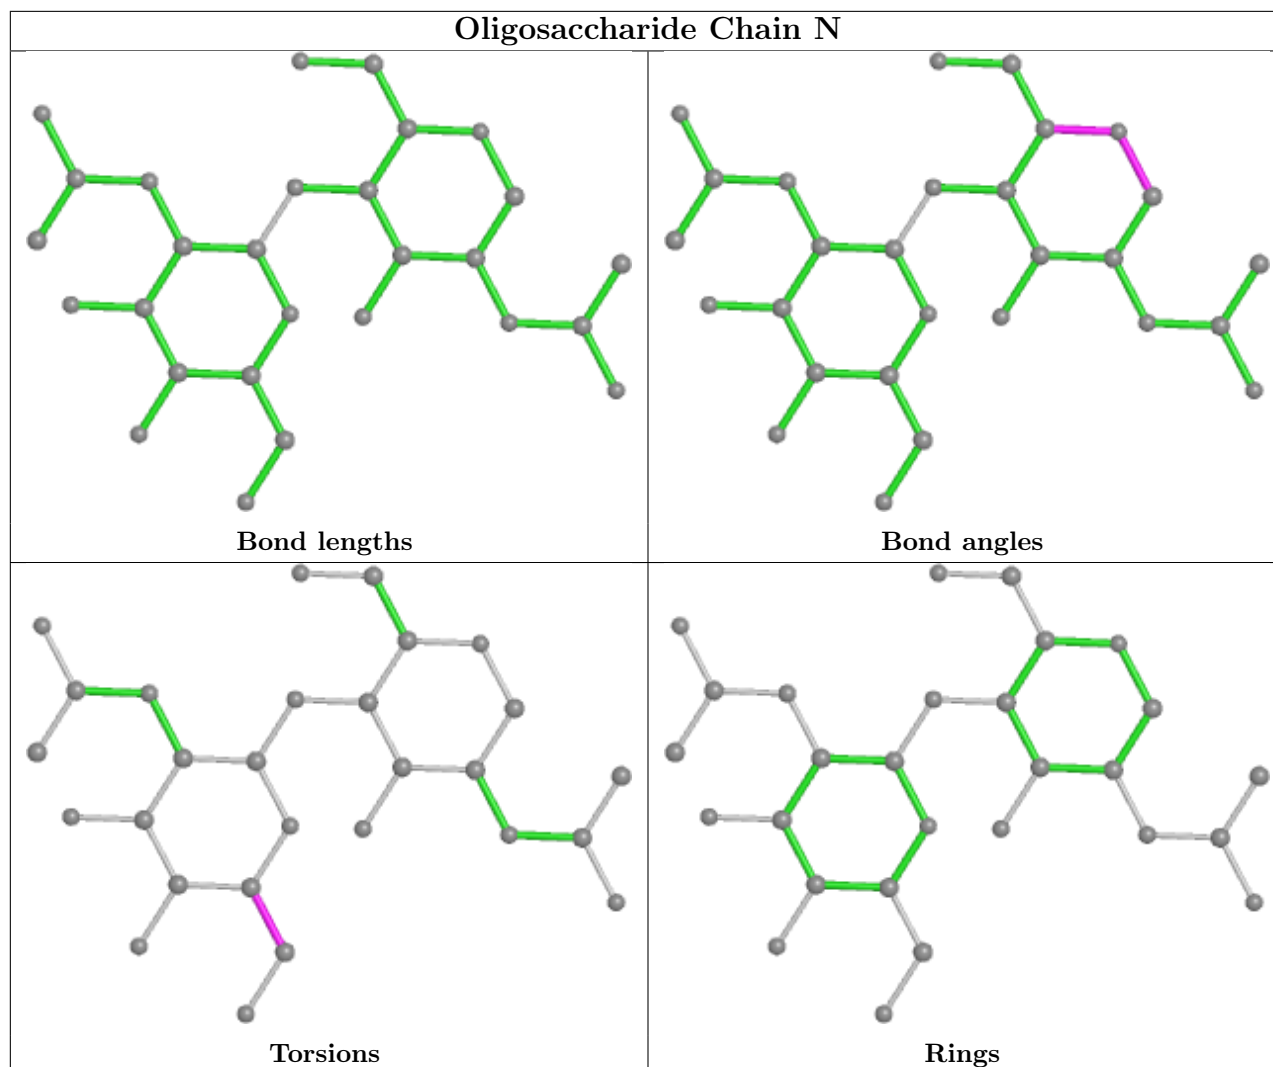 Oligosaccharide Chain N
Bond lengths
Bond angles
Torsions
Rings